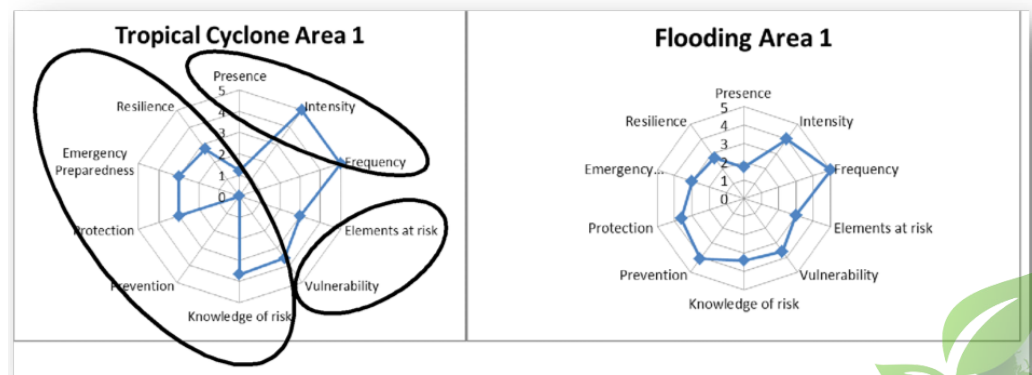 Tropical Cyclone Area 1
Presence
5
4
3
2
1
0
Intensity
Frequency
Elements at risk
Vulnerability
Knowledge of risk
Prevention
Protection
Emergency
Preparedness
Resilience
Flooding Area 1
Presence
5
4
3
2
1
0
Intensity
Frequency
Elements at risk
Vulnerability
Knowledge of risk
Prevention
Protection
Emergency...
Resilience